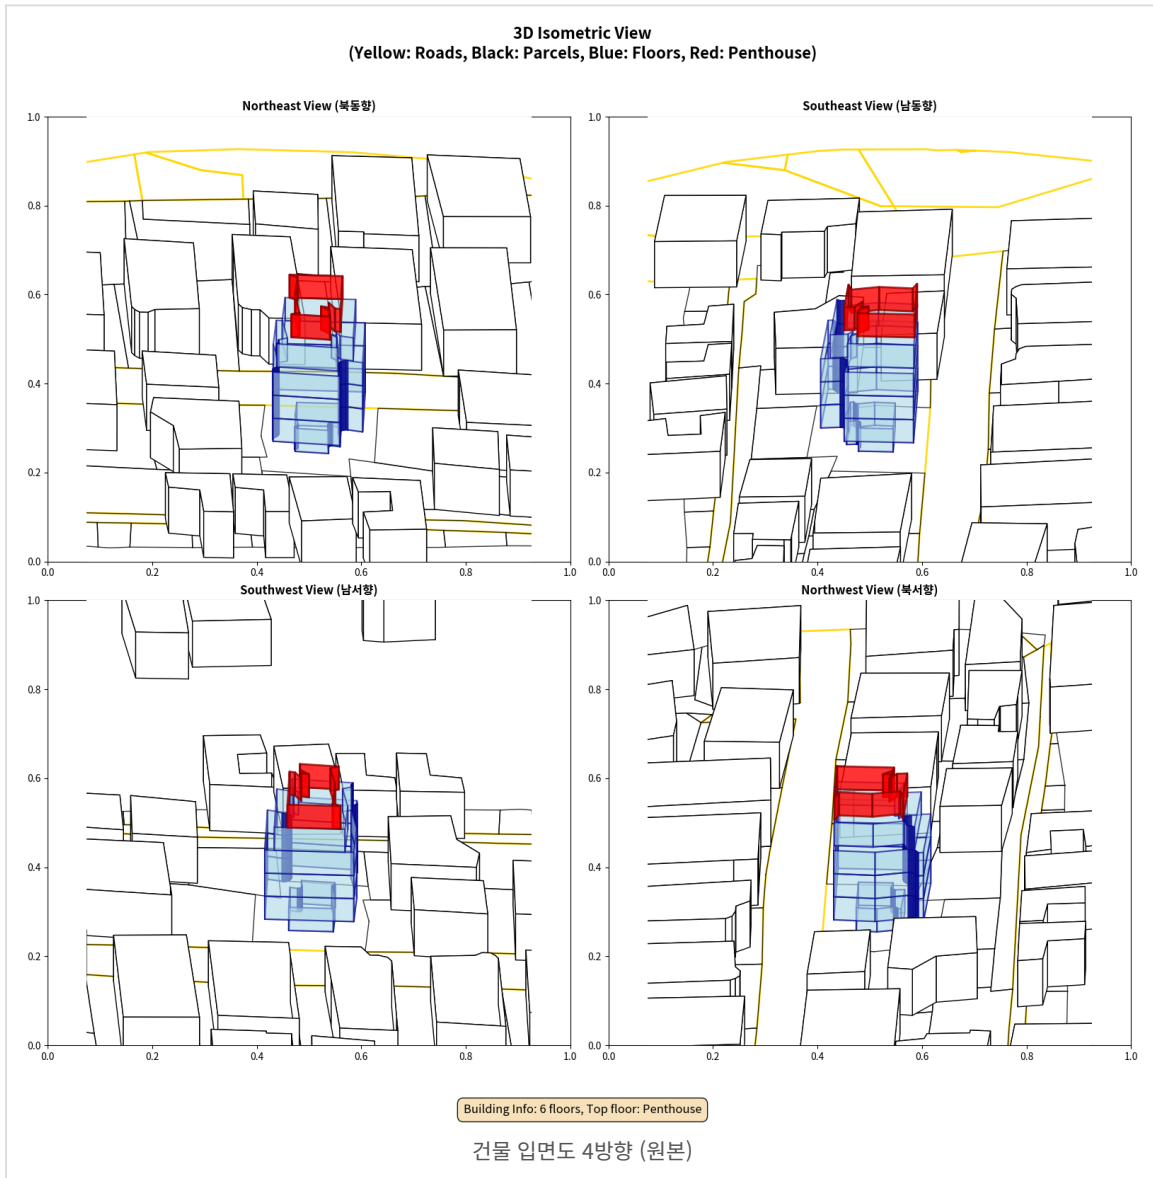 3D Isometric View
(Yellow: Roads, Black: Parcels, Blue: Floors, Red: Penthouse)
Northeast View (북동향)
1.0
0.8
0.6
0.4
0.2
0.0
0.0 0.2 0.4 0.6 0.8 1.0
Southeast View (남동향)
1.0
0.8
0.6
0.4
0.2
0.0
0.0 0.2 0.4 0.6 0.8 1.0
Southwest View (남서향)
1.0
0.8
0.6
0.4
0.2
0.0
0.0 0.2 0.4 0.6 0.8 1.0
Northwest View (북서향)
1.0
0.8
0.6
0.4
0.2
0.0
0.0 0.2 0.4 0.6 0.8 1.0
Building Info: 6 floors, Top floor: Penthouse
건물 입면도 4방향 (원본)